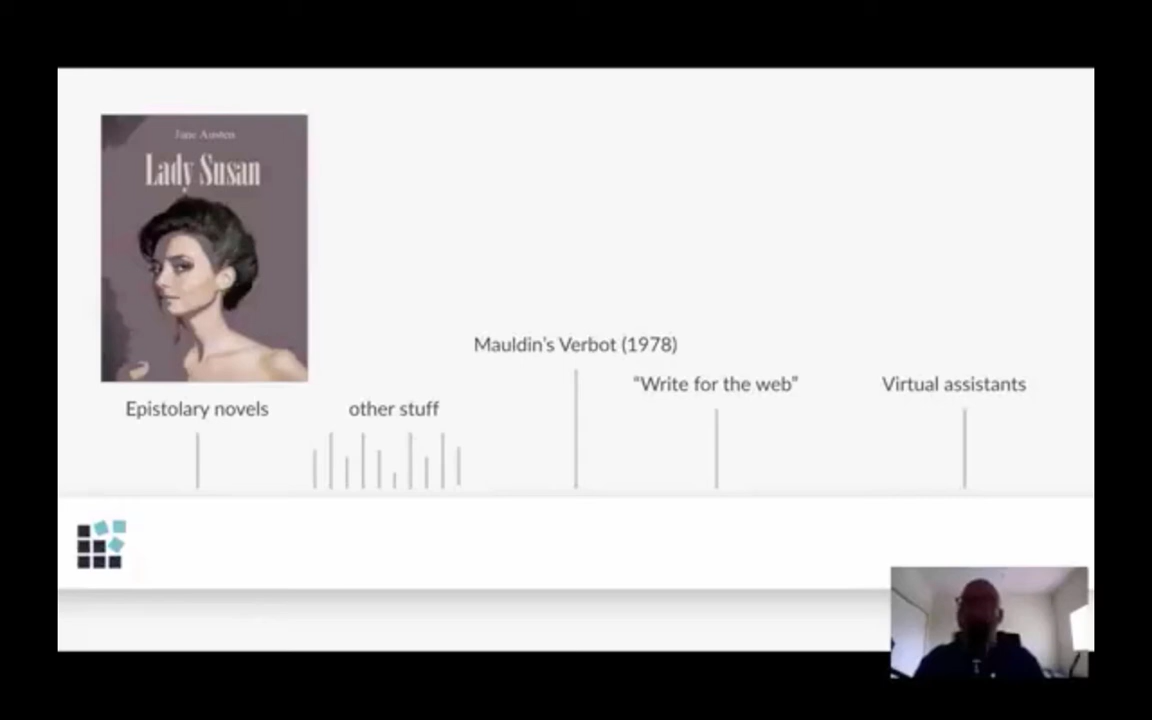 Jane Austen
Lady Susan
Mauldin's Verbot (1978)
“Write for the web”
Virtual assistants
Epistolary novels
other stuff